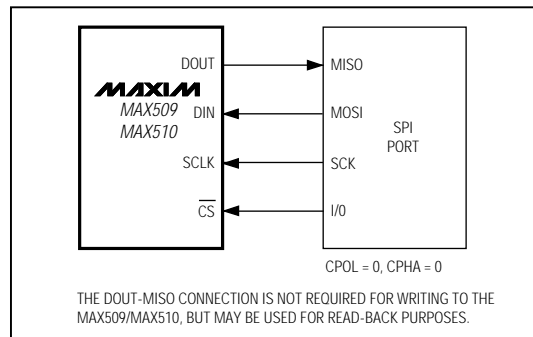 DOUT
MISO
MAXIM
MAX509
MAX510
DIN
MOSI
SPI
PORT
SCLK
SCK
CS
I/0
CPOL = 0, CPHA = 0
THE DOUT-MISO CONNECTION IS NOT REQUIRED FOR WRITING TO THE
MAX509/MAX510, BUT MAY BE USED FOR READ-BACK PURPOSES.